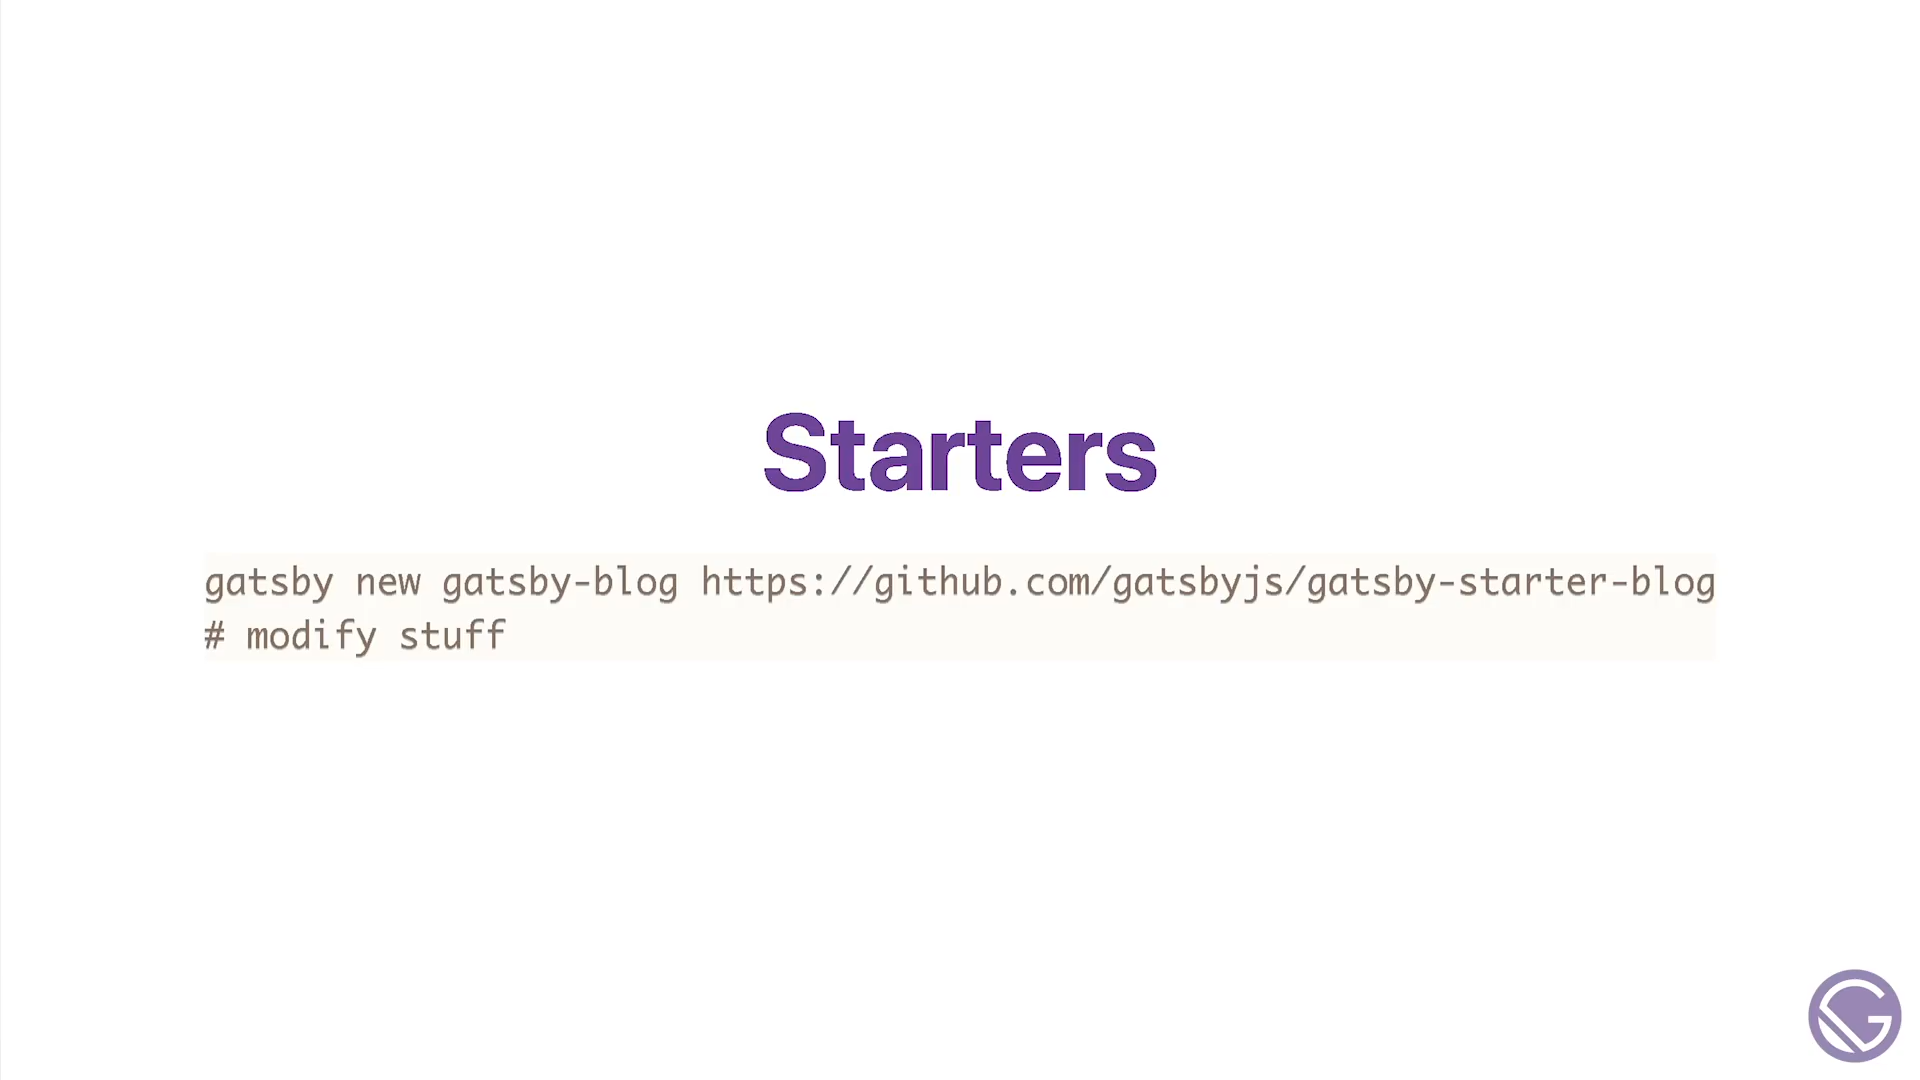 Starters
gatsby new gatsby-blog https://github.com/gatsbyjs/gatsby-starter-blog
# modify stuff